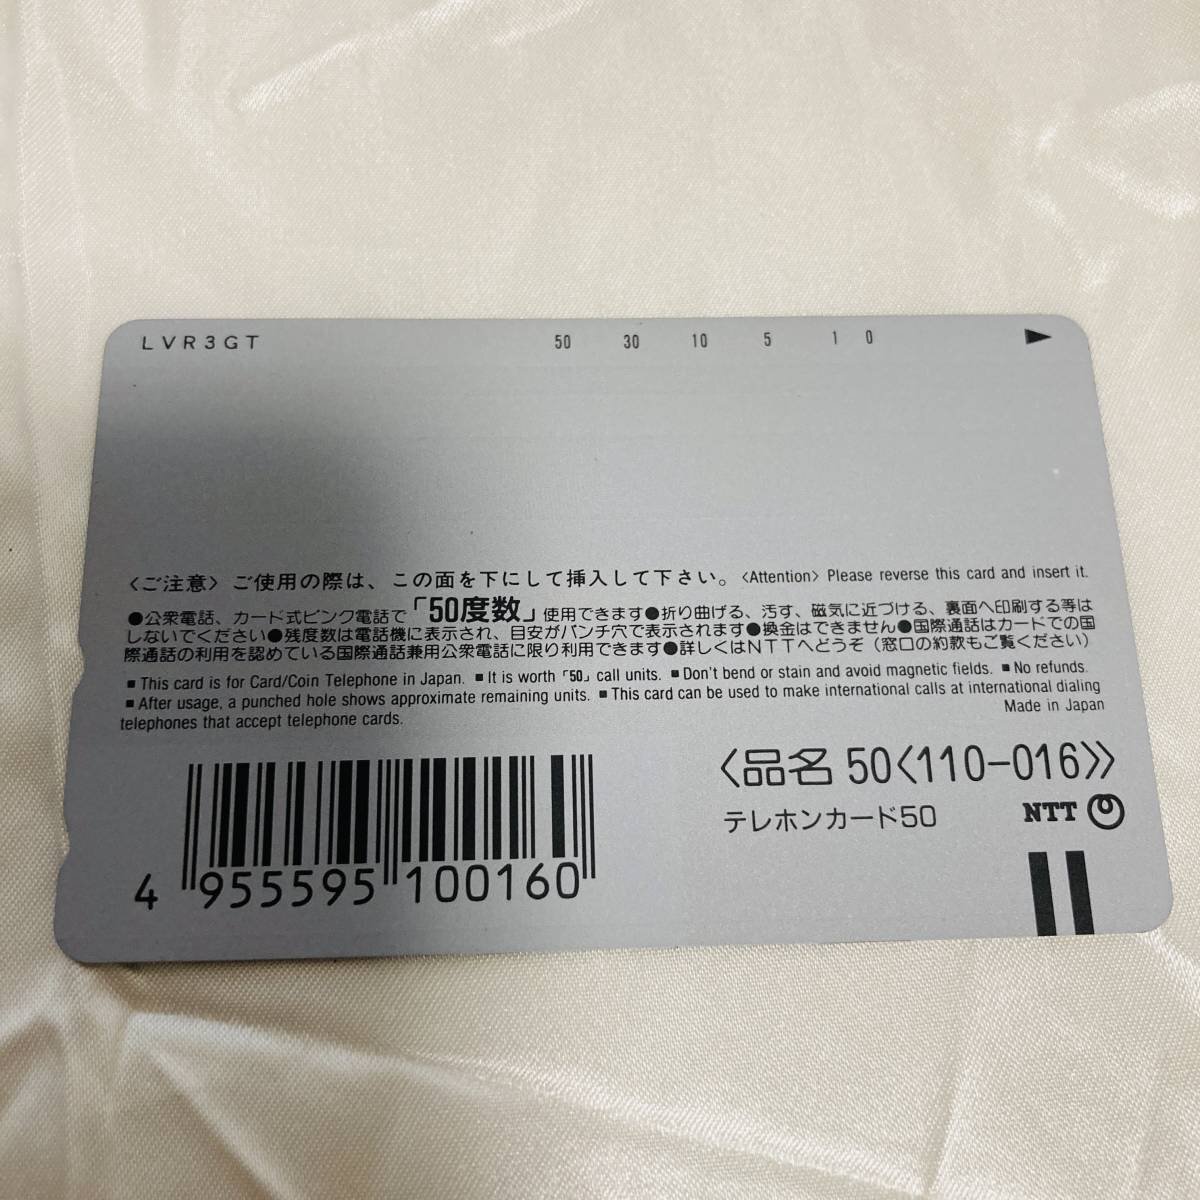 LVR3GT 50 30 10 5 1 0
〈ご注意〉ご使用の際は、この面を下にして挿入して下さい。〈Attention〉Please reverse this card and insert it.
●公衆電話、カード式ピンク電話で「50度数」使用できます●折り曲げる、汚す、磁気に近づける、裏面へ印刷する等は
しないでください●残度数は電話機に表示され、目安がパンチ穴で表示されます●換金はできません●国際通話はカードでの国
際通話の利用を認めている国際通話兼用公衆電話に限り利用できます●詳しくはNTTへどうぞ（窓口の約款もご覧ください）
■This card is for Card/Coin Telephone in Japan. ■It is worth「50」call units. ■Don't bend or stain and avoid magnetic fields. ■No refunds.
■After usage, a punched hole shows approximate remaining units. ■This card can be used to make international calls at international dialing
telephones that accept telephone cards.
Made in Japan
〈品名 50〈110-016〉〉
テレホンカード50
NTT
4 955595 100160